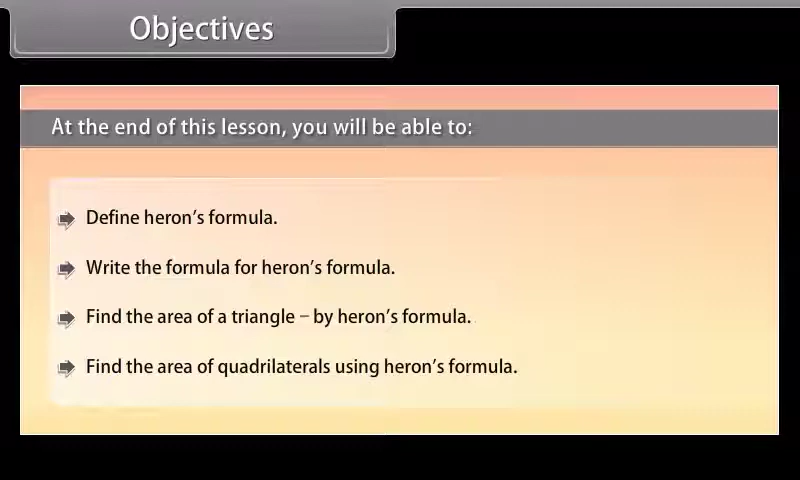 Objectives
At the end of this lesson, you will be able to:
Define heron's formula.
Write the formula for heron's formula.
Find the area of a triangle – by heron's formula.
Find the area of quadrilaterals using heron's formula.